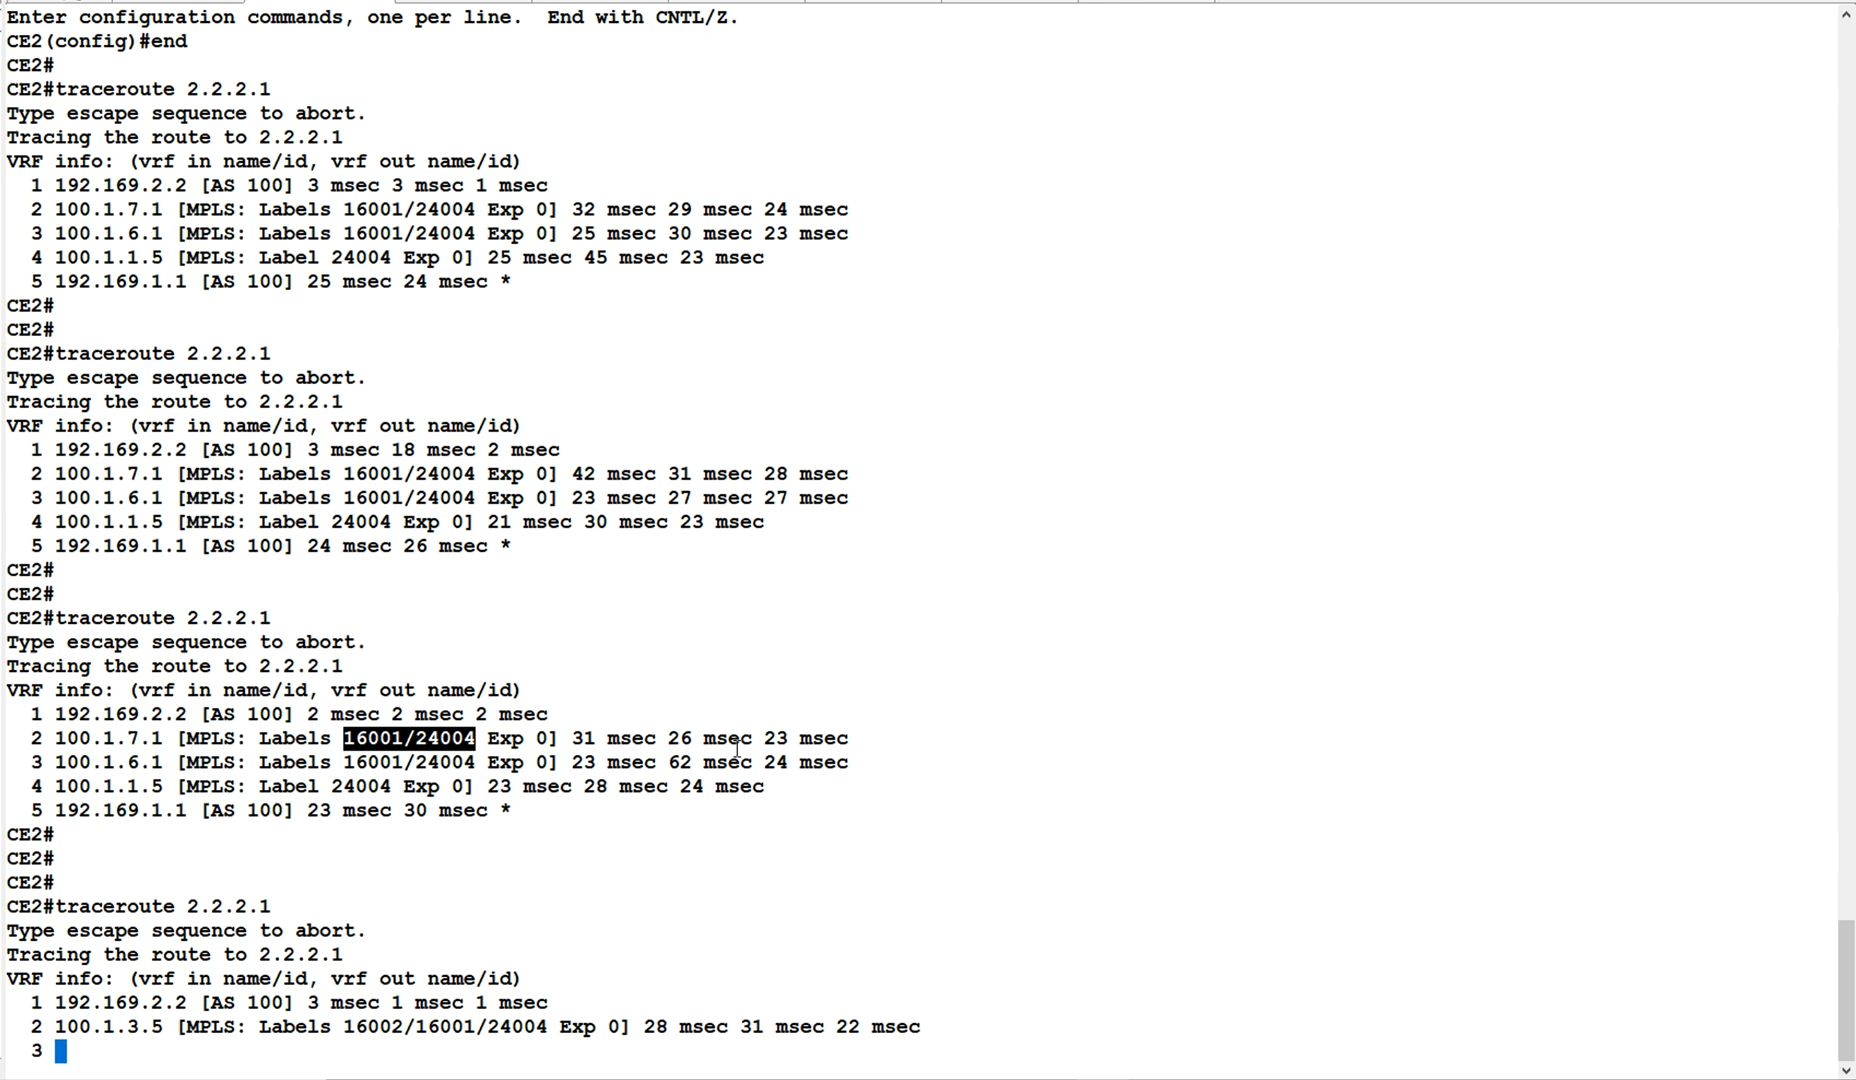 Enter configuration commands, one per line.  End with CNTL/Z.
CE2(config)#end
CE2#
CE2#traceroute 2.2.2.1
Type escape sequence to abort.
Tracing the route to 2.2.2.1
VRF info: (vrf in name/id, vrf out name/id)
  1 192.169.2.2 [AS 100] 3 msec 3 msec 1 msec
  2 100.1.7.1 [MPLS: Labels 16001/24004 Exp 0] 32 msec 29 msec 24 msec
  3 100.1.6.1 [MPLS: Labels 16001/24004 Exp 0] 25 msec 30 msec 23 msec
  4 100.1.1.5 [MPLS: Label 24004 Exp 0] 25 msec 45 msec 23 msec
  5 192.169.1.1 [AS 100] 25 msec 24 msec *
CE2#
CE2#
CE2#traceroute 2.2.2.1
Type escape sequence to abort.
Tracing the route to 2.2.2.1
VRF info: (vrf in name/id, vrf out name/id)
  1 192.169.2.2 [AS 100] 3 msec 18 msec 2 msec
  2 100.1.7.1 [MPLS: Labels 16001/24004 Exp 0] 42 msec 31 msec 28 msec
  3 100.1.6.1 [MPLS: Labels 16001/24004 Exp 0] 23 msec 27 msec 27 msec
  4 100.1.1.5 [MPLS: Label 24004 Exp 0] 21 msec 30 msec 23 msec
  5 192.169.1.1 [AS 100] 24 msec 26 msec *
CE2#
CE2#
CE2#traceroute 2.2.2.1
Type escape sequence to abort.
Tracing the route to 2.2.2.1
VRF info: (vrf in name/id, vrf out name/id)
  1 192.169.2.2 [AS 100] 2 msec 2 msec 2 msec
  2 100.1.7.1 [MPLS: Labels 16001/24004 Exp 0] 31 msec 26 msec 23 msec
  3 100.1.6.1 [MPLS: Labels 16001/24004 Exp 0] 23 msec 62 msec 24 msec
  4 100.1.1.5 [MPLS: Label 24004 Exp 0] 23 msec 28 msec 24 msec
  5 192.169.1.1 [AS 100] 23 msec 30 msec *
CE2#
CE2#
CE2#
CE2#traceroute 2.2.2.1
Type escape sequence to abort.
Tracing the route to 2.2.2.1
VRF info: (vrf in name/id, vrf out name/id)
  1 192.169.2.2 [AS 100] 3 msec 1 msec 1 msec
  2 100.1.3.5 [MPLS: Labels 16002/16001/24004 Exp 0] 28 msec 31 msec 22 msec
  3